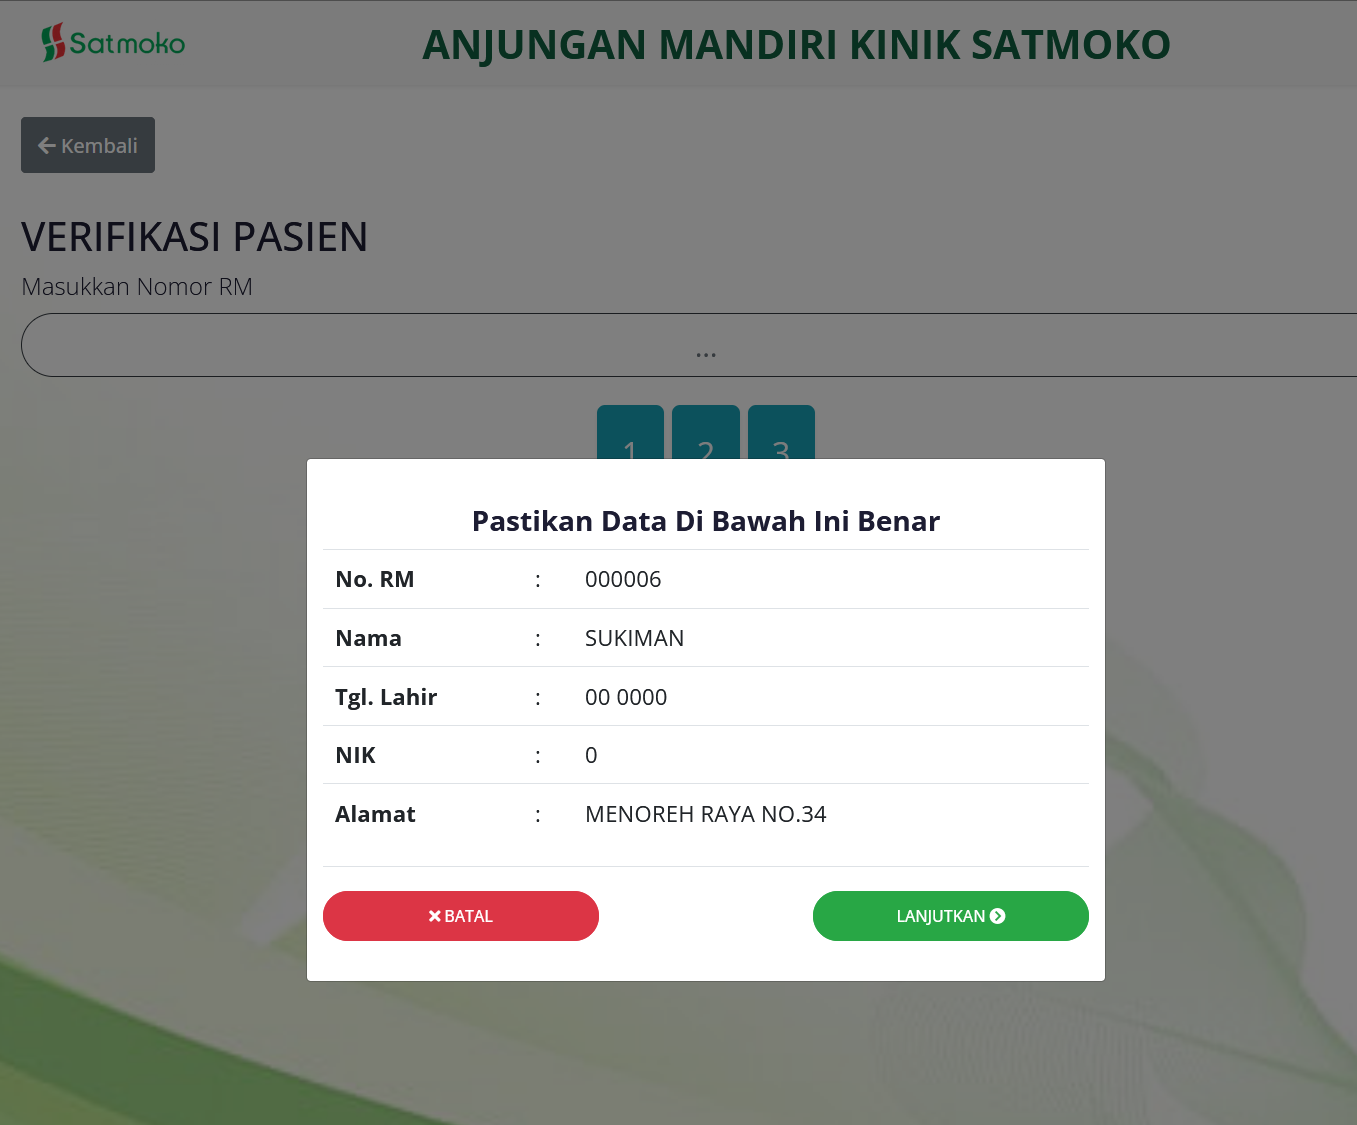 Satmoko
ANJUNGAN MANDIRI KINIK SATMOKO
Kembali
VERIFIKASI PASIEN
Masukkan Nomor RM
...
1 2 3
Pastikan Data Di Bawah Ini Benar
No. RM : 000006
Nama : SUKIMAN
Tgl. Lahir : 00 0000
NIK : 0
Alamat : MENOREH RAYA NO.34
BATAL LANJUTKAN